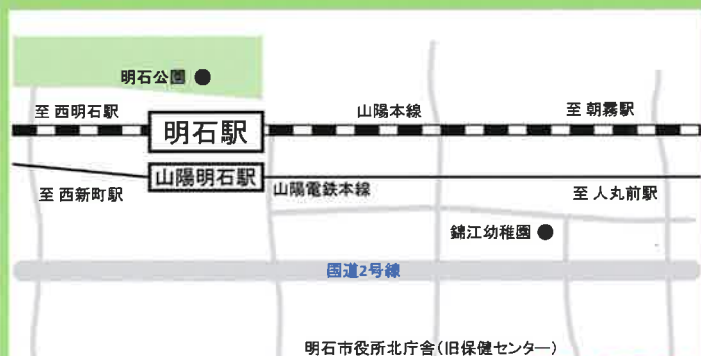 明石公園
至 西明石駅
明石駅
山陽本線
至 朝霧駅
至 西新町駅
山陽明石駅
山陽電鉄本線
至 人丸前駅
錦江幼稚園
国道2号線
明石市役所北庁舎(旧保健センター)